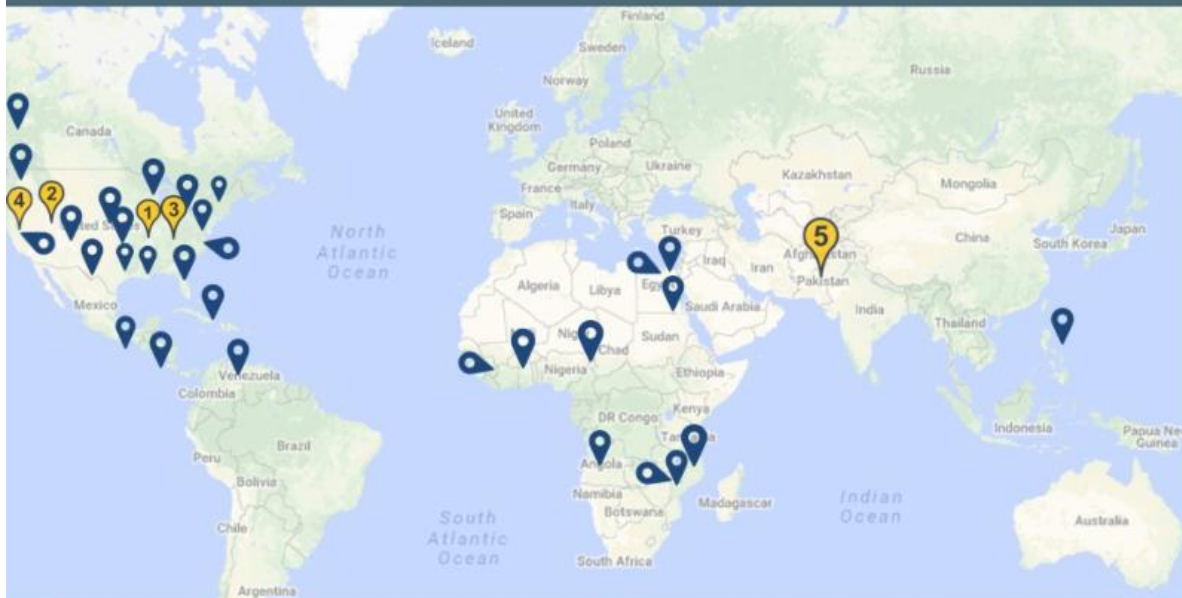 Finland
Iceland
Sweden
Russia
Norway
Canada
United
Kingdom
Poland
Germany
Ukraine
Kazakhstan
Mongolia
France
4
2
1
3
Italy
Spain
Turkey
5
Japan
North
Atlantic
Ocean
China
South Korea
Iraq
Iran
Pakistan
Algeria
Libya
Mexico
Saudi Arabia
India
Sudan
Thailand
Chad
Nigeria
Ethiopia
Venezuela
Colombia
Kenya
DR Congo
Indonesia
Papua New
Guinea
Brazil
Peru
Angola
Bolivia
Namibia
Madagascar
Botswana
Indian
Ocean
South
Atlantic
Ocean
Chile
Australia
South Africa
Argentina